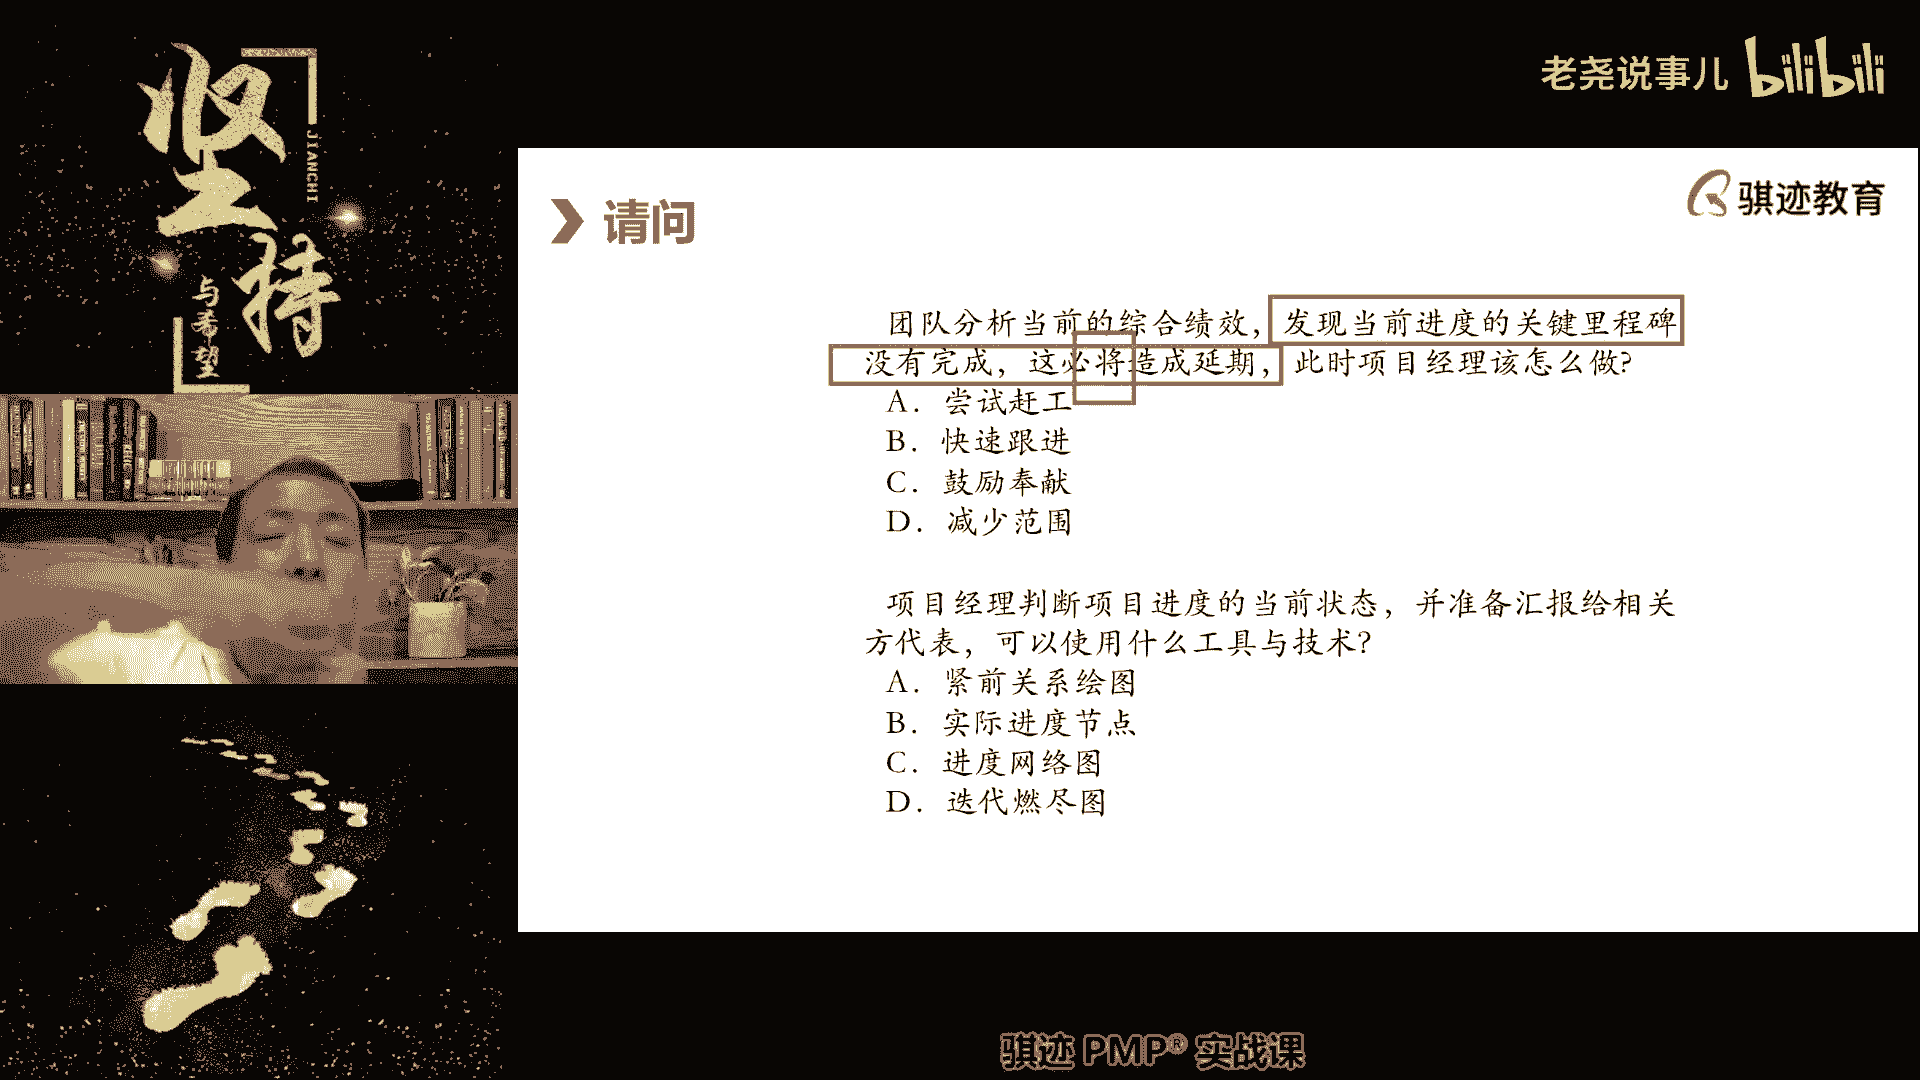 坚
持
JIANCHI
与
希
望
老尧说事儿 bilibili
骐迹教育
请问
团队分析当前的综合绩效，发现当前进度的关键里程碑
没有完成，这必将造成延期，此时项目经理该怎么做？
A．尝试赶工
B．快速跟进
C．鼓励奉献
D．减少范围
项目经理判断项目进度的当前状态，并准备汇报给相关
方代表，可以使用什么工具与技术？
A．紧前关系绘图
B．实际进度节点
C．进度网络图
D．迭代燃尽图
骐迹 PMP® 实战课